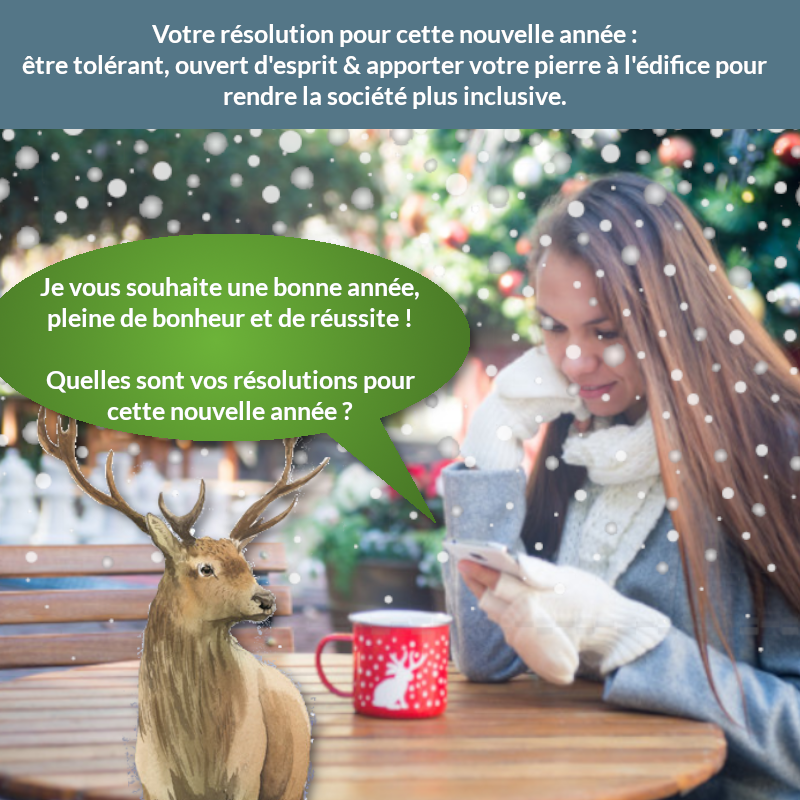 Votre résolution pour cette nouvelle année :
être tolérant, ouvert d'esprit & apporter votre pierre à l'édifice pour
rendre la société plus inclusive.
Je vous souhaite une bonne année,
pleine de bonheur et de réussite !
Quelles sont vos résolutions pour
cette nouvelle année ?